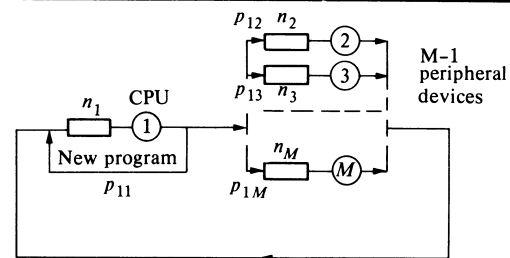 p12 n2 2
p13 n3 3
M-1
peripheral
devices
CPU
n1 1
New program
p11
nM
p1M M